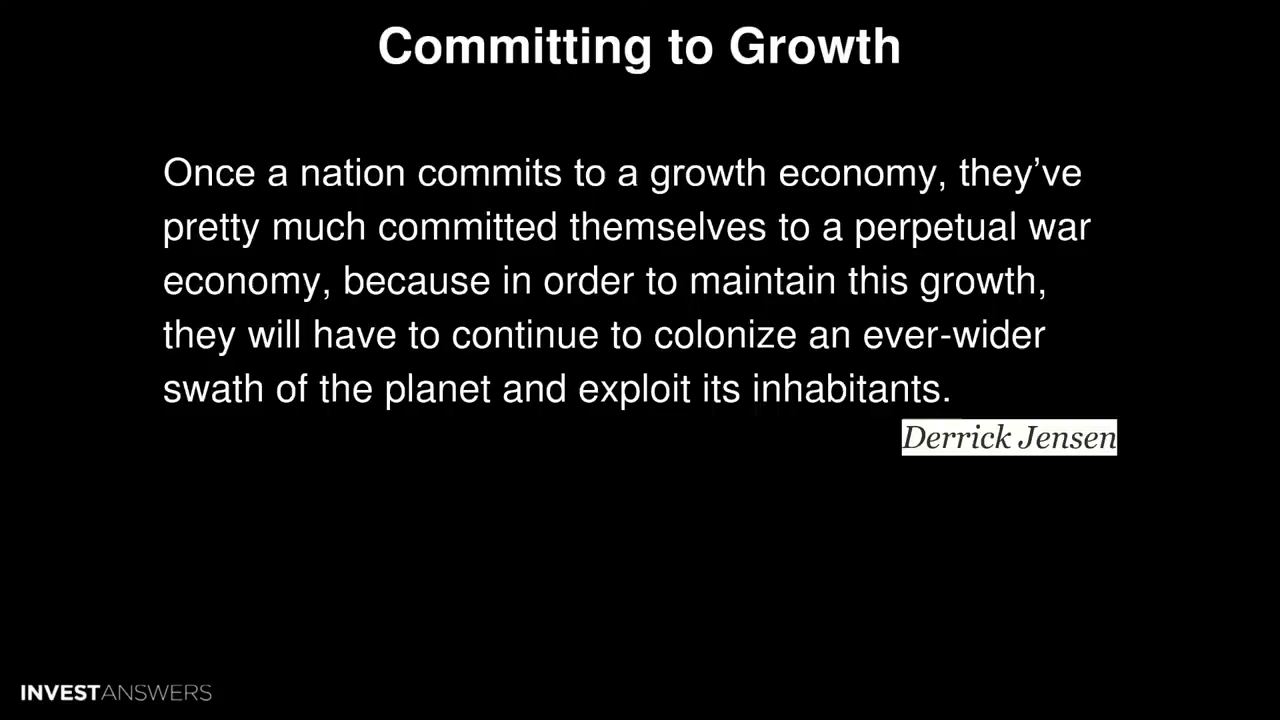 Committing to Growth
Once a nation commits to a growth economy, they’ve
pretty much committed themselves to a perpetual war
economy, because in order to maintain this growth,
they will have to continue to colonize an ever-wider
swath of the planet and exploit its inhabitants.
Derrick Jensen
INVESTANSWERS